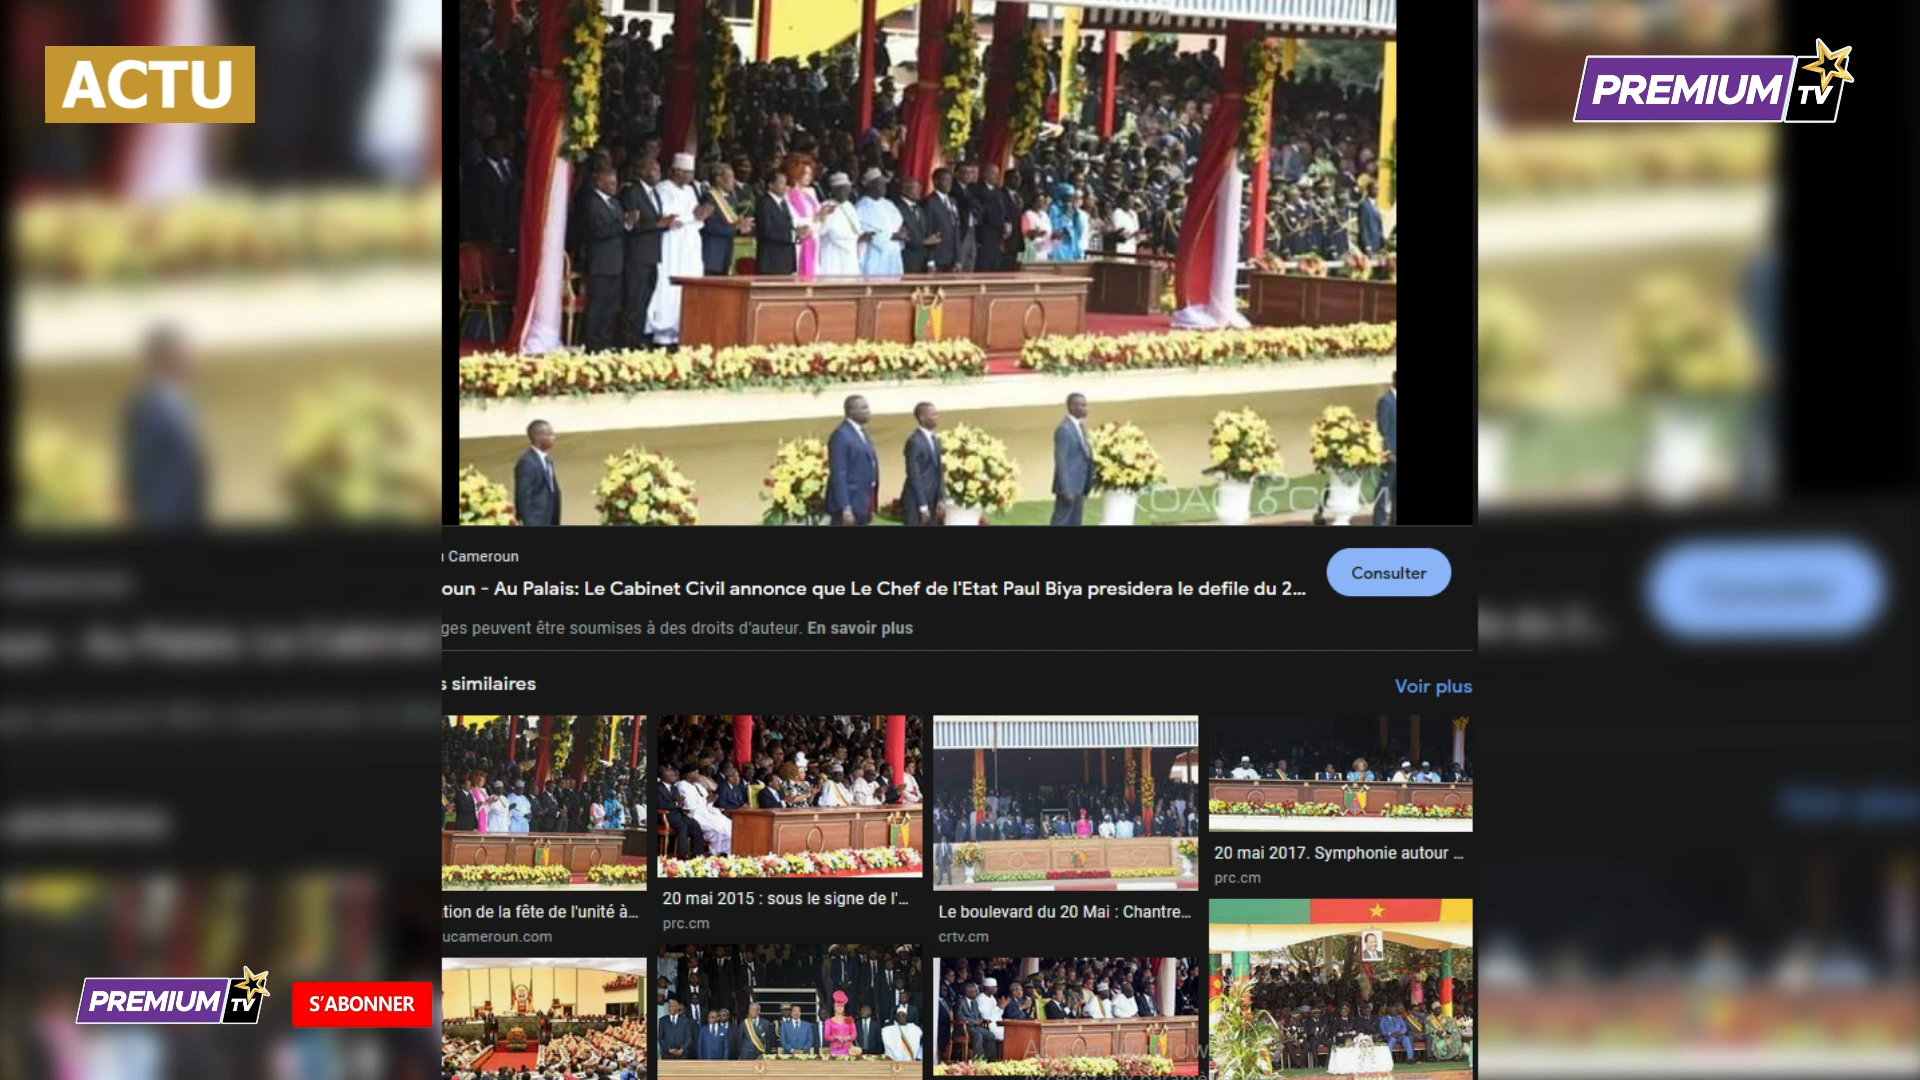 ACTU
PREMIUM TV
KOACI.COM
Cameroun
oun - Au Palais: Le Cabinet Civil annonce que Le Chef de l'Etat Paul Biya presidera le defile du 2...
Consulter
ges peuvent être soumises à des droits d'auteur. En savoir plus
s similaires
Voir plus
20 mai 2017. Symphonie autour ...
prc.cm
20 mai 2015 : sous le signe de l'...
prc.cm
tion de la fête de l'unité à...
ucameroun.com
Le boulevard du 20 Mai : Chantre...
crtv.cm
PREMIUM TV
S'ABONNER